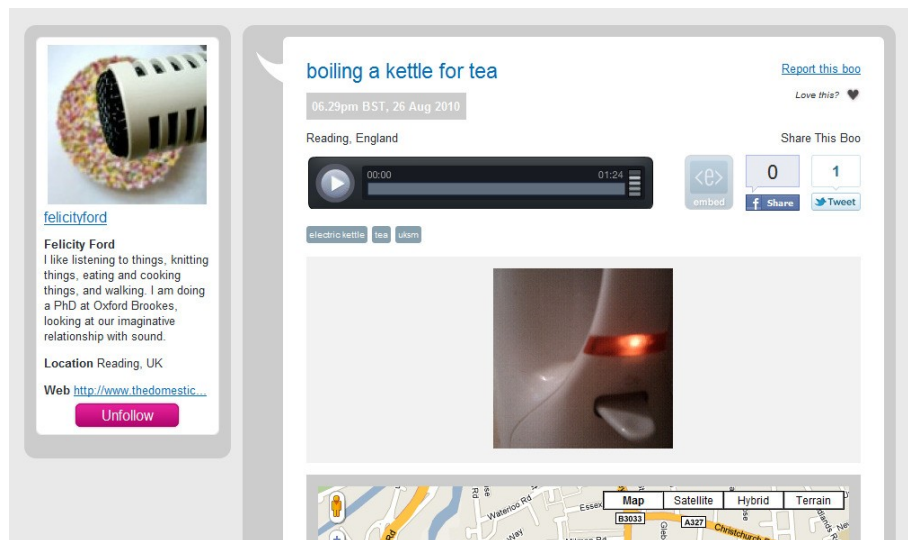 felicityford
Felicity Ford
I like listening to things, knitting
things, eating and cooking
things, and walking. I am doing
a PhD at Oxford Brookes,
looking at our imaginative
relationship with sound.
Location Reading, UK
Web http://www.thedomestic...
Unfollow
boiling a kettle for tea
Report this boo
06.29pm BST, 26 Aug 2010
Love this?
Reading, England
Share This Boo
00:00 01:24
<e> embed
0
f Share
1
Tweet
electric kettle tea uksm
Map Satellite Hybrid Terrain
Waterloo Rd
Essex
B3033
A327
Christchurch